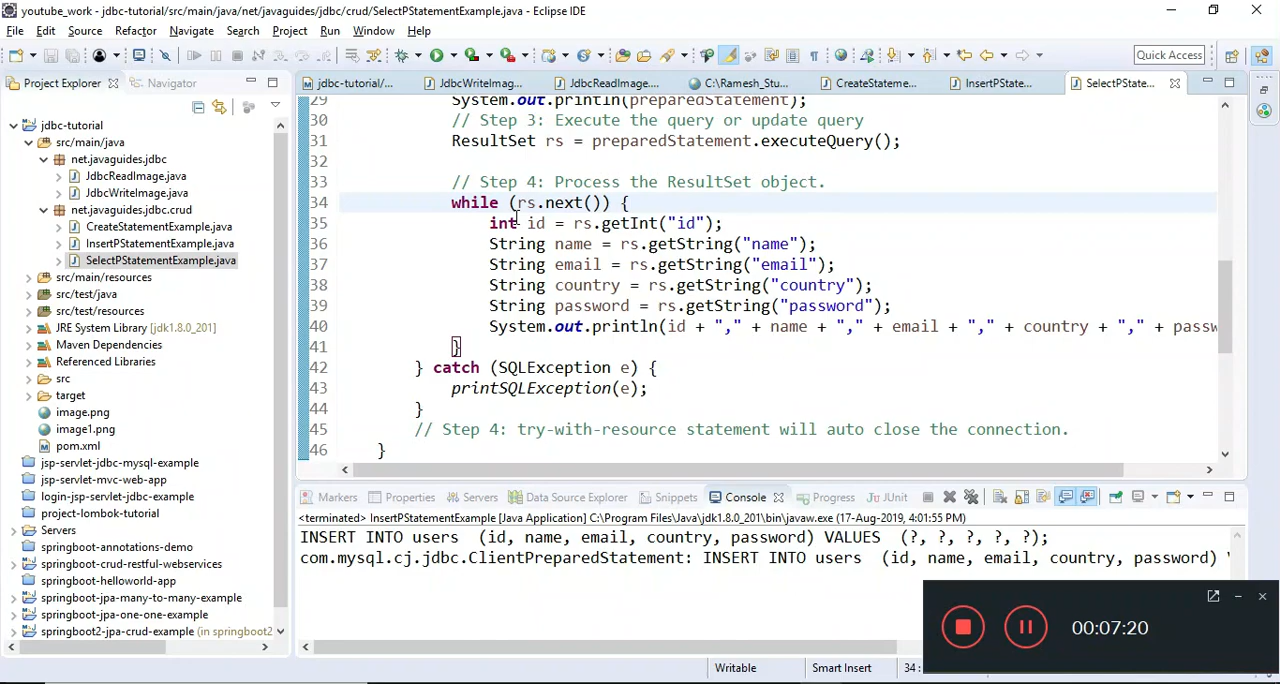 youtube_work - jdbc-tutorial/src/main/java/net/javaguides/jdbc/crud/SelectPStatementExample.java - Eclipse IDE
File Edit Source Refactor Navigate Search Project Run Window Help
Quick Access
Project Explorer Navigator
jdbc-tutorial/... JdbcWriteImag... JdbcReadImage.... C:\Ramesh_Stu... CreateStateme... InsertPState... SelectPState...
jdbc-tutorial
src/main/java
net.javaguides.jdbc
JdbcReadImage.java
JdbcWriteImage.java
net.javaguides.jdbc.crud
CreateStatementExample.java
InsertPStatementExample.java
SelectPStatementExample.java
src/main/resources
src/test/java
src/test/resources
JRE System Library [jdk1.8.0_201]
Maven Dependencies
Referenced Libraries
src
target
image.png
image1.png
pom.xml
jsp-servlet-jdbc-mysql-example
jsp-servlet-mvc-web-app
login-jsp-servlet-jdbc-example
project-lombok-tutorial
Servers
springboot-annotations-demo
springboot-crud-restful-webservices
springboot-helloworld-app
springboot-jpa-many-to-many-example
springboot-jpa-one-one-example
springboot2-jpa-crud-example (in springboot2
29 System.out.println(preparedStatement);
30 // Step 3: Execute the query or update query
31 ResultSet rs = preparedStatement.executeQuery();
32
33 // Step 4: Process the ResultSet object.
34 while (rs.next()) {
35 int id = rs.getInt("id");
36 String name = rs.getString("name");
37 String email = rs.getString("email");
38 String country = rs.getString("country");
39 String password = rs.getString("password");
40 System.out.println(id + "," + name + "," + email + "," + country + "," + passw
41 }
42 } catch (SQLException e) {
43 printSQLException(e);
44 }
45 // Step 4: try-with-resource statement will auto close the connection.
46 }
Markers Properties Servers Data Source Explorer Snippets Console Progress JUnit
<terminated> InsertPStatementExample [Java Application] C:\Program Files\Java\jdk1.8.0_201\bin\javaw.exe (17-Aug-2019, 4:01:55 PM)
INSERT INTO users (id, name, email, country, password) VALUES (?, ?, ?, ?, ?);
com.mysql.cj.jdbc.ClientPreparedStatement: INSERT INTO users (id, name, email, country, password)
00:07:20
Writable Smart Insert 34 :